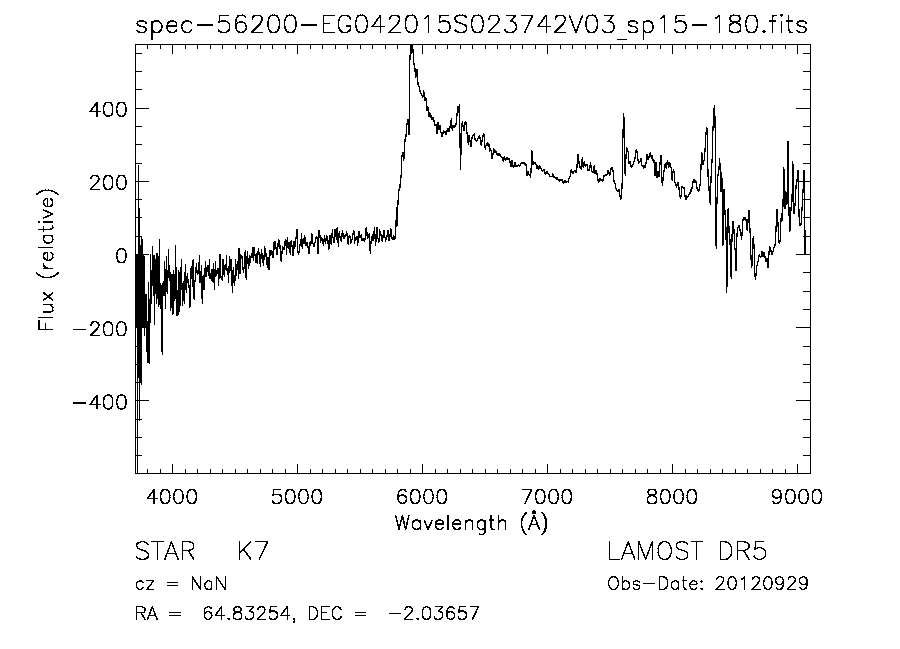 spec-56200-EG042015S023742V03_sp15-180.fits
400
200
0
-200
-400
Flux (relative)
4000 5000 6000 7000 8000 9000
Wavelength (Å)
STAR K7 LAMOST DR5
cz = NaN Obs-Date: 20120929
RA = 64.83254, DEC = -2.03657